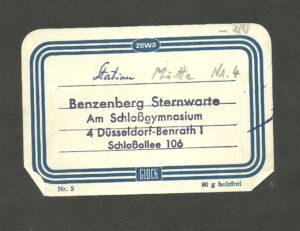 zewa
Station Mitte Nr. 4
Benzenberg Sternwarte
Am Schloßgymnasium
4 Düsseldorf-Benrath 1
Schloßallee 106
GLOCK
Nr. 5 80 g holzfrei